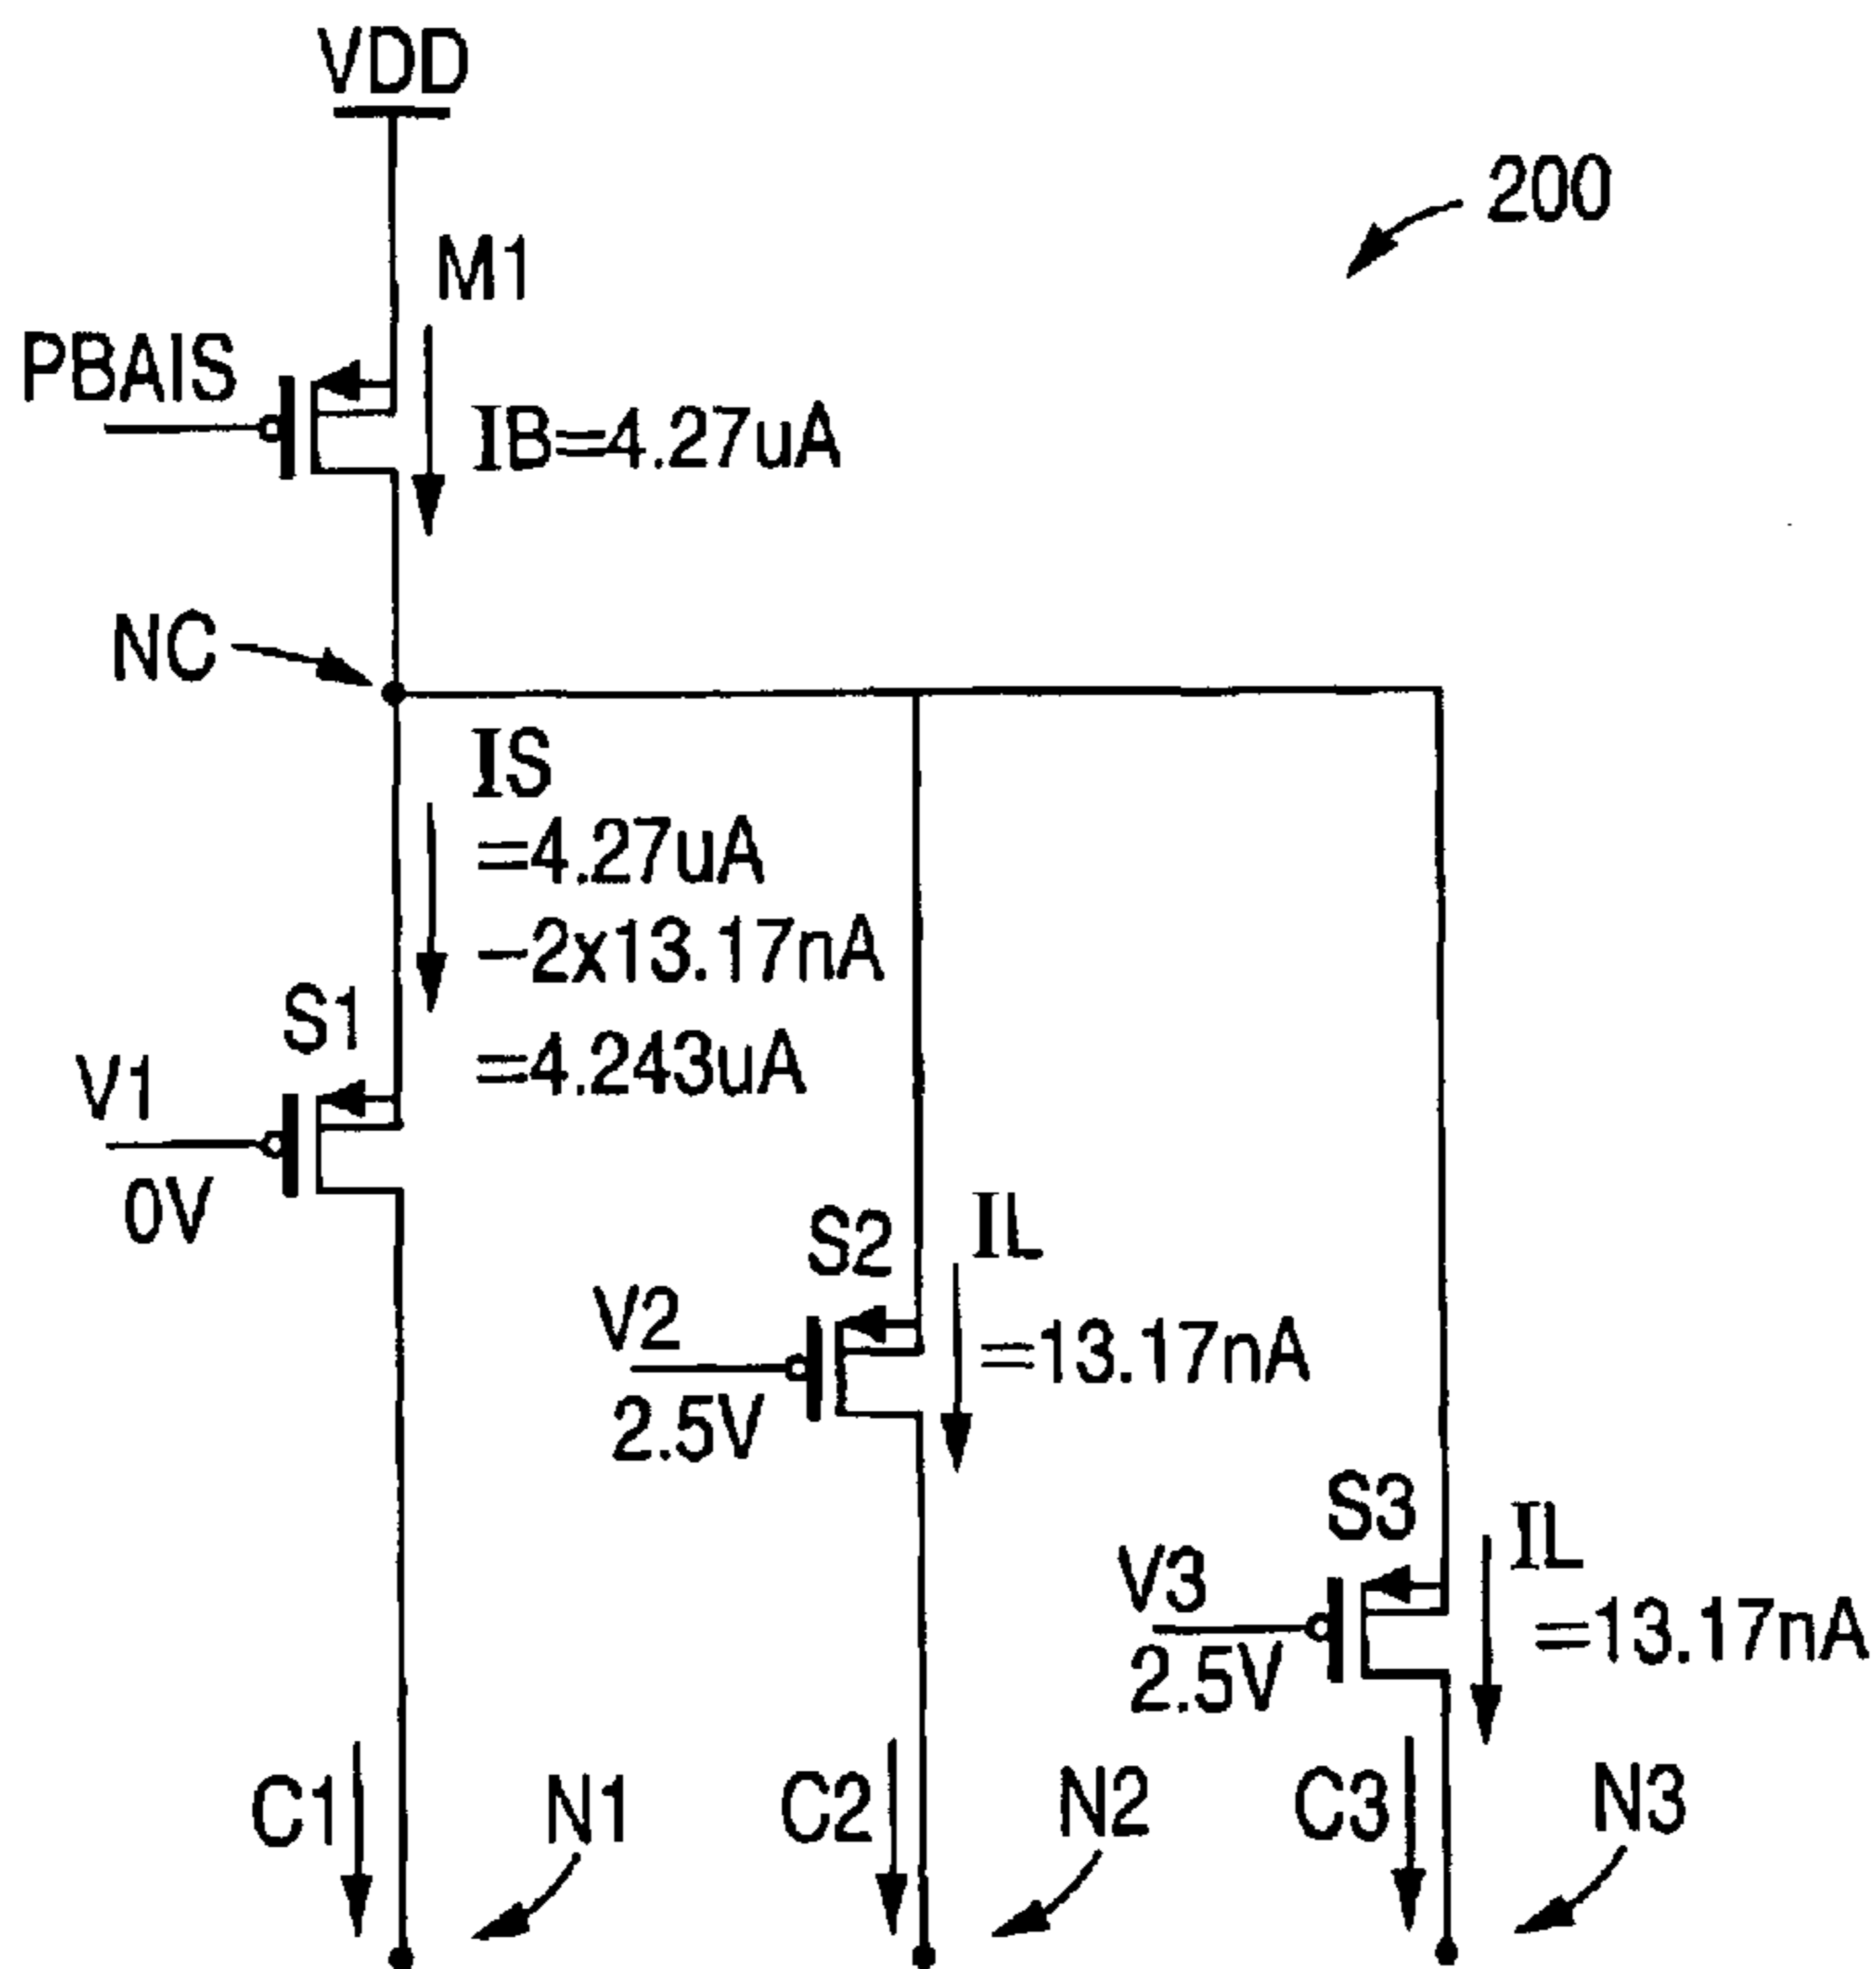 VDD
200
M1
PBAIS
IB=4.27uA
NC
IS
=4.27uA
-2x13.17nA
=4.243uA
S1
V1
0V
S2
IL
V2
=13.17nA
2.5V
S3
IL
V3
=13.17nA
2.5V
C1
N1
C2
N2
C3
N3